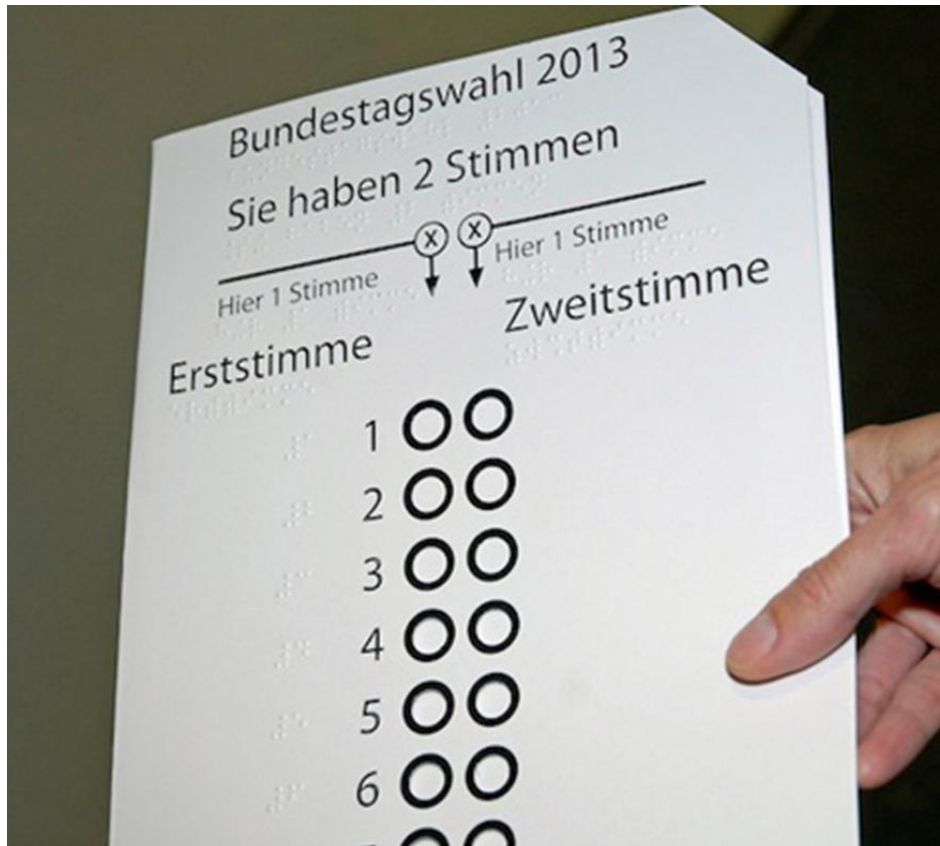 Bundestagswahl 2013
Sie haben 2 Stimmen
X X
Hier 1 Stimme
Hier 1 Stimme
Erststimme
Zweitstimme
1
2
3
4
5
6